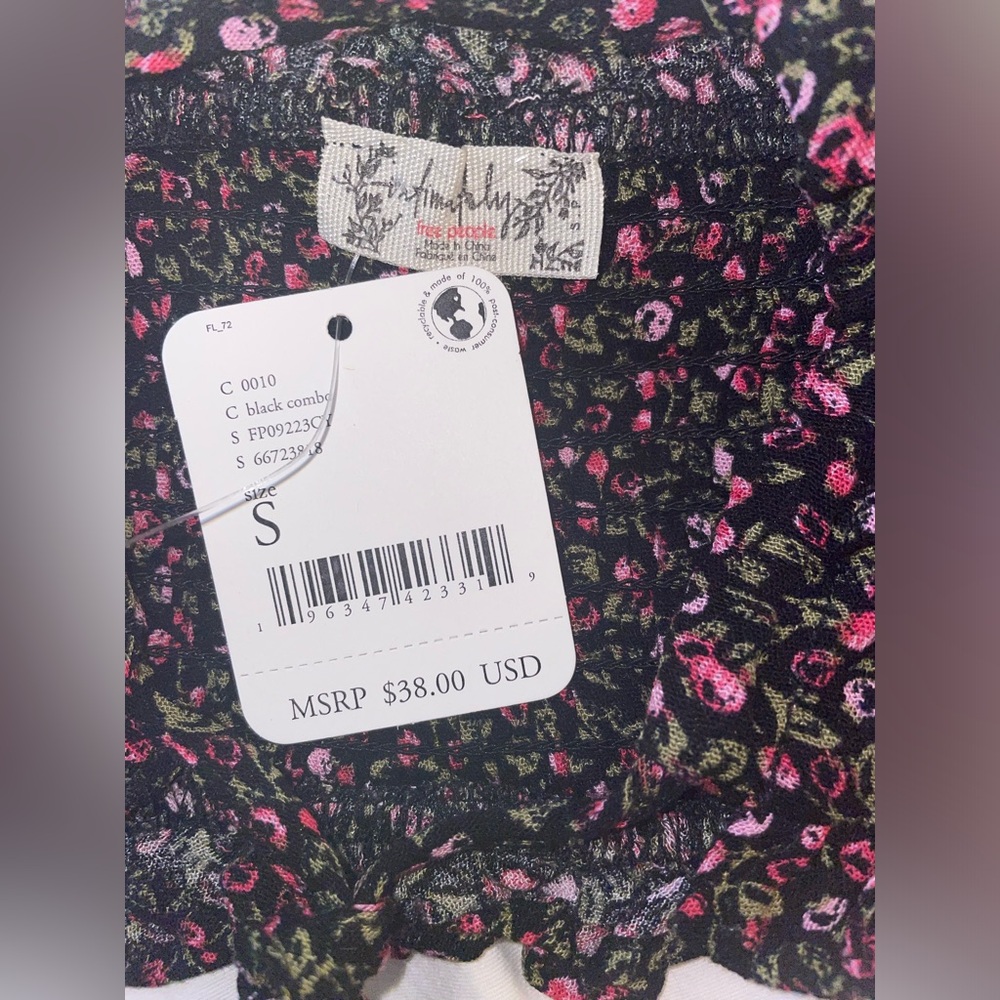 intimately
free people
Made in China
Fabriqué en Chine
S P
recyclable & made of 100% post-consumer waste
FL_72
C 0010
C black combo
S
S
size
S
1 96347 42331 9
MSRP $38.00 USD